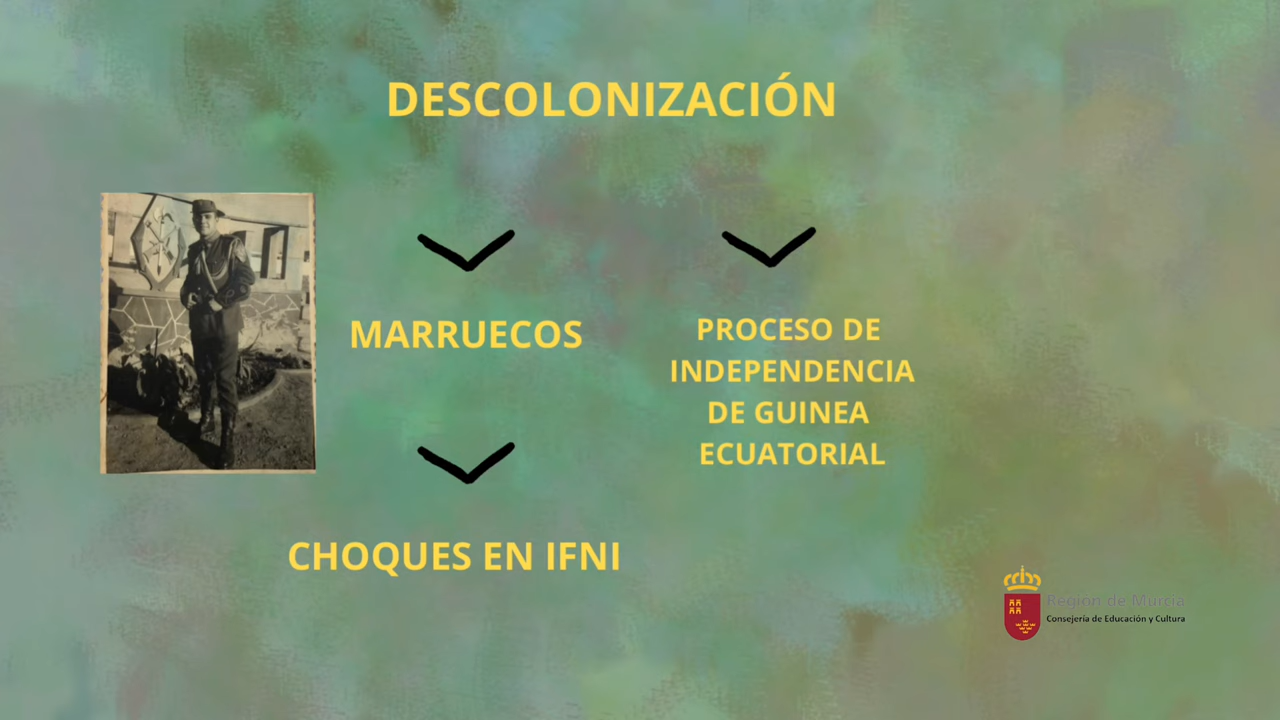 DESCOLONIZACIÓN
MARRUECOS
PROCESO DE
INDEPENDENCIA
DE GUINEA
ECUATORIAL
CHOQUES EN IFNI
Región de Murcia
Consejería de Educación y Cultura